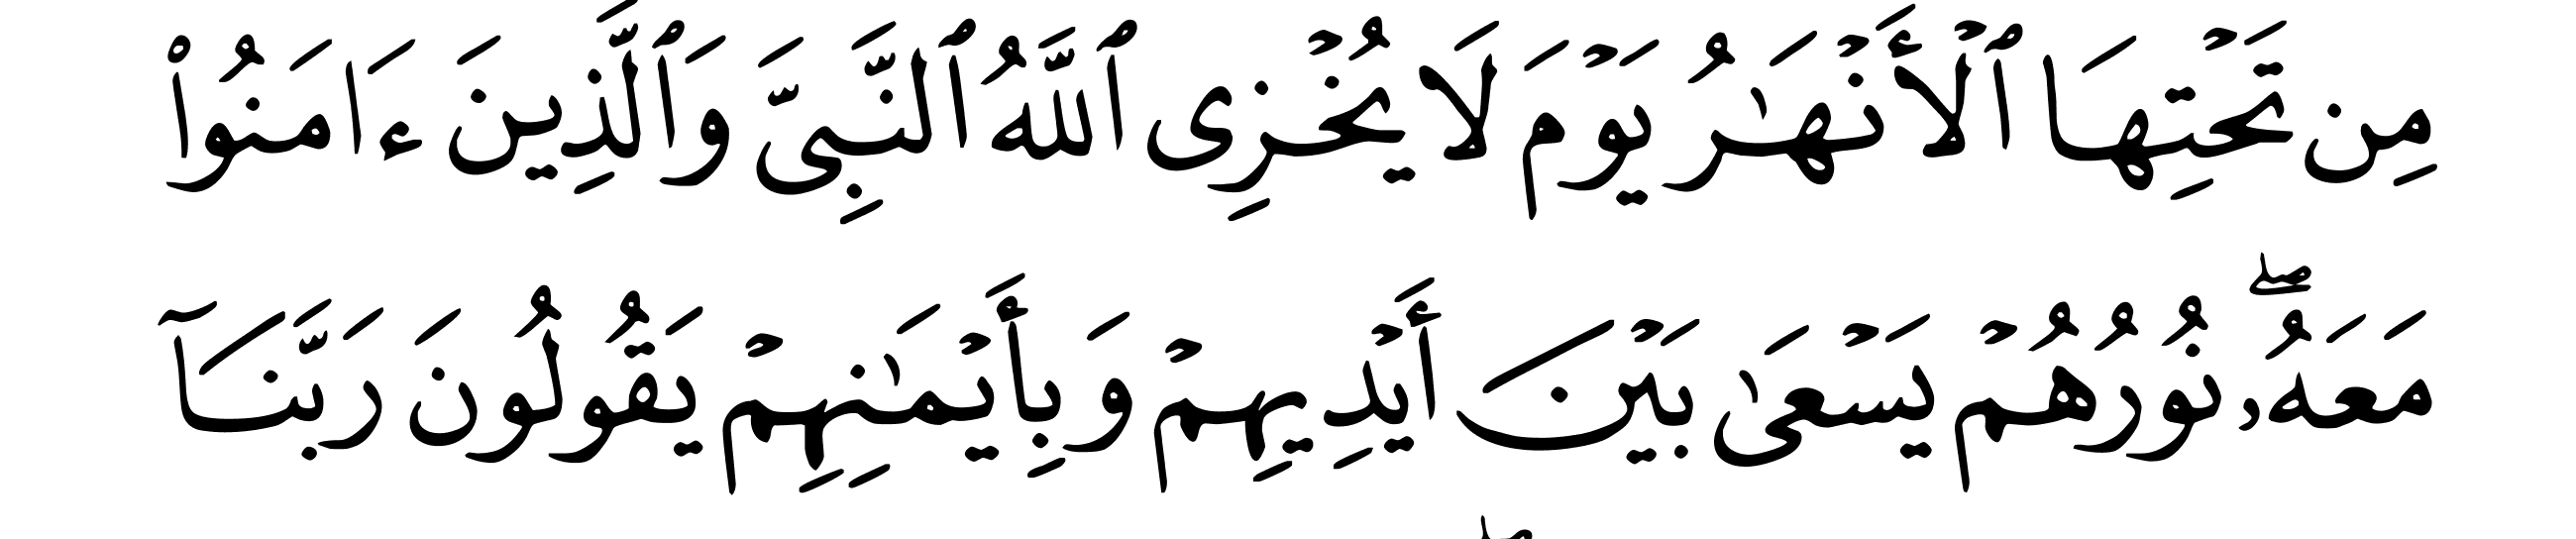 مِن تَحۡتِهَا ٱلۡأَنۡهَٰرُ يَوۡمَ لَا يُخۡزِي ٱللَّهُ ٱلنَّبِيَّ وَٱلَّذِينَ ءَامَنُواْ
مَعَهُۥۖ نُورُهُمۡ يَسۡعَىٰ بَيۡنَ أَيۡدِيهِمۡ وَبِأَيۡمَٰنِهِمۡ يَقُولُونَ رَبَّنَآ